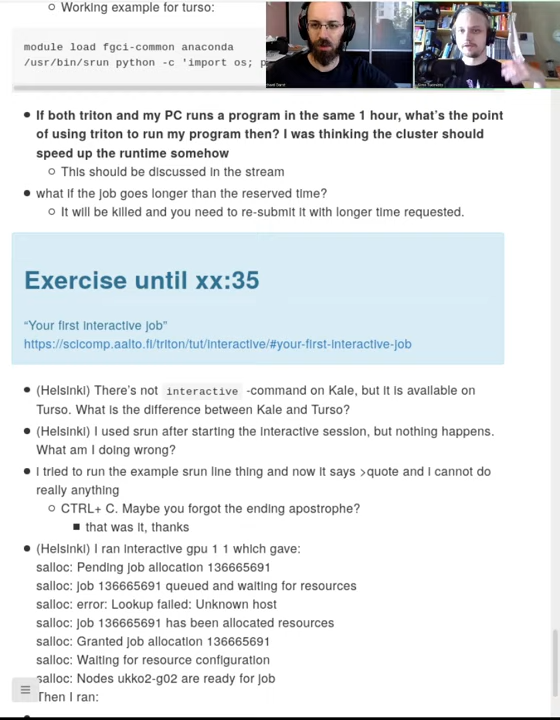 Working example for turso:
module load fgci-common anaconda
/usr/bin/srun python -c 'import os; p
If both triton and my PC runs a program in the same 1 hour, what's the point
of using triton to run my program then? I was thinking the cluster should
speed up the runtime somehow
This should be discussed in the stream
what if the job goes longer than the reserved time?
It will be killed and you need to re-submit it with longer time requested.
Exercise until xx:35
“Your first interactive job”
https://scicomp.aalto.fi/triton/tut/interactive/#your-first-interactive-job
(Helsinki) There's not interactive -command on Kale, but it is available on
Turso. What is the difference between Kale and Turso?
(Helsinki) I used srun after starting the interactive session, but nothing happens.
What am I doing wrong?
i tried to run the example srun line thing and now it says >quote and i cannot do
really anything
CTRL+ C. Maybe you forgot the ending apostrophe?
that was it, thanks
(Helsinki) I ran interactive gpu 1 1 which gave:
salloc: Pending job allocation 136665691
salloc: job 136665691 queued and waiting for resources
salloc: error: Lookup failed: Unknown host
salloc: job 136665691 has been allocated resources
salloc: Granted job allocation 136665691
salloc: Waiting for resource configuration
salloc: Nodes ukko2-g02 are ready for job
Then I ran: